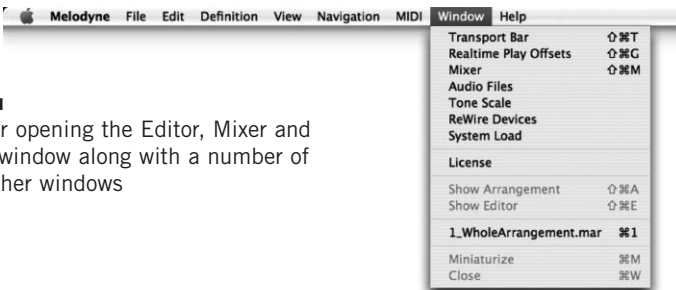 Melodyne File Edit Definition View Navigation MIDI Window Help
Transport Bar ⇧⌘T
Realtime Play Offsets ⇧⌘G
Mixer ⇧⌘M
Audio Files
Tone Scale
ReWire Devices
System Load
License
Show Arrangement ⇧⌘A
Show Editor ⇧⌘E
1_WholeArrangement.mar ⌘1
Miniaturize ⌘M
Close ⌘W
r opening the Editor, Mixer and
window along with a number of
her windows